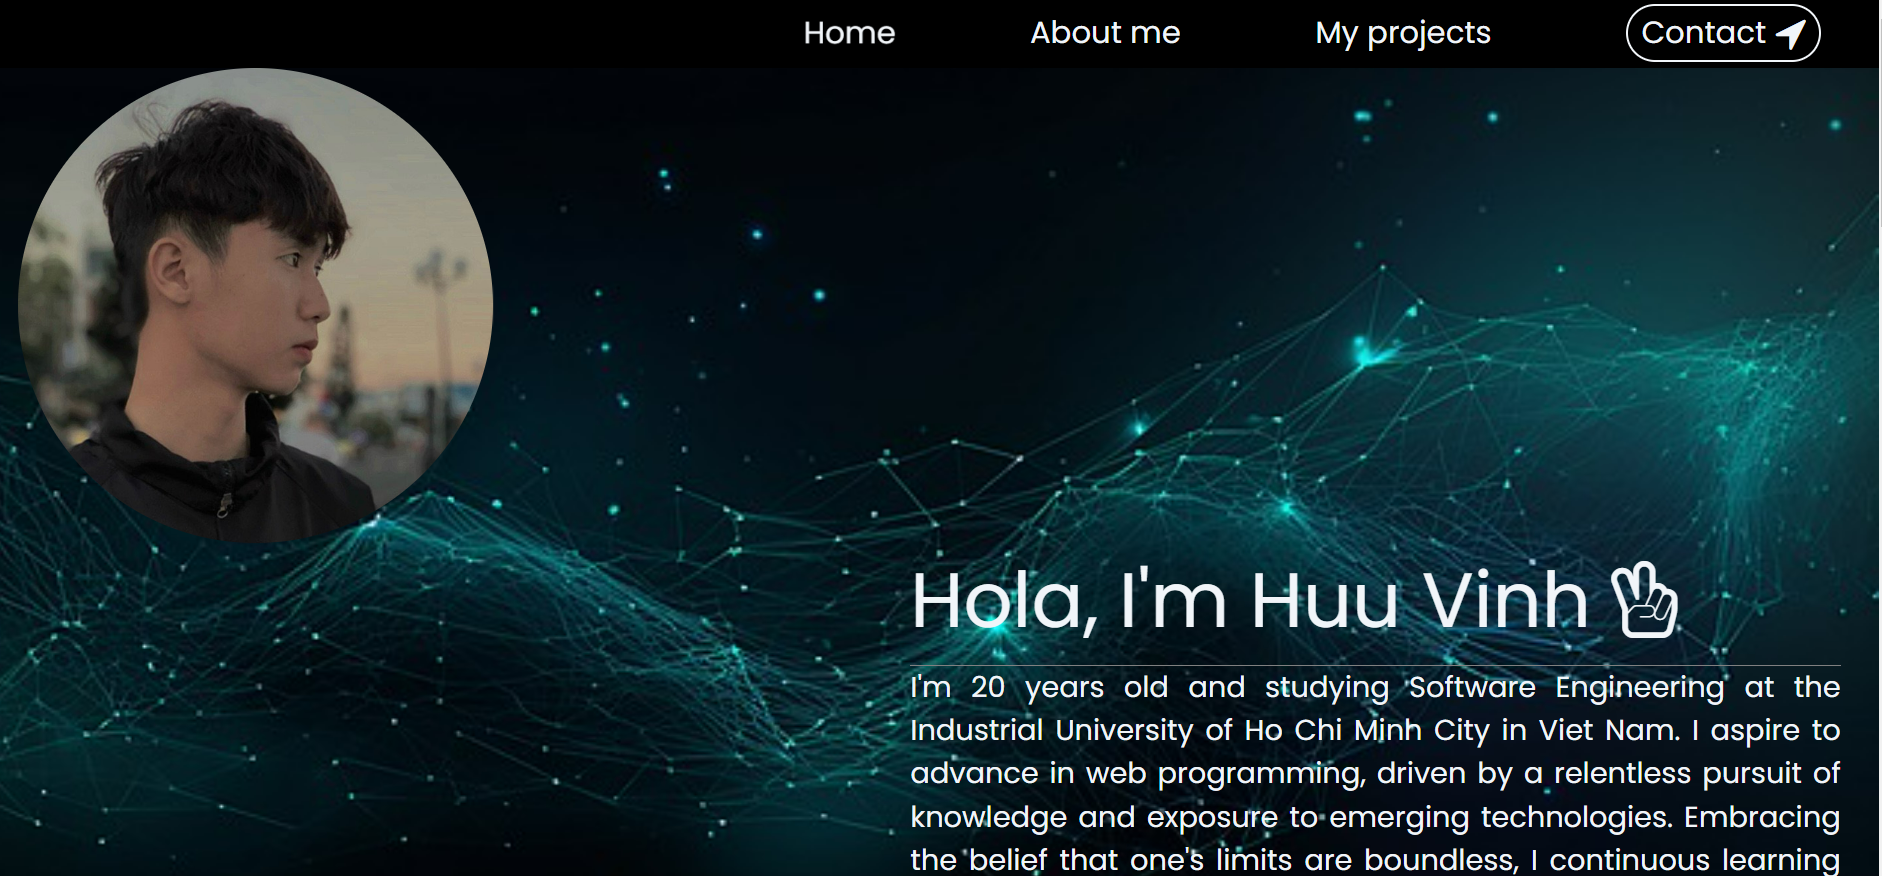 Home About me My projects Contact
Hola, I'm Huu Vinh
I'm 20 years old and studying Software Engineering at the
Industrial University of Ho Chi Minh City in Viet Nam. I aspire to
advance in web programming, driven by a relentless pursuit of
knowledge and exposure to emerging technologies. Embracing
the belief that one's limits are boundless, I continuous learning